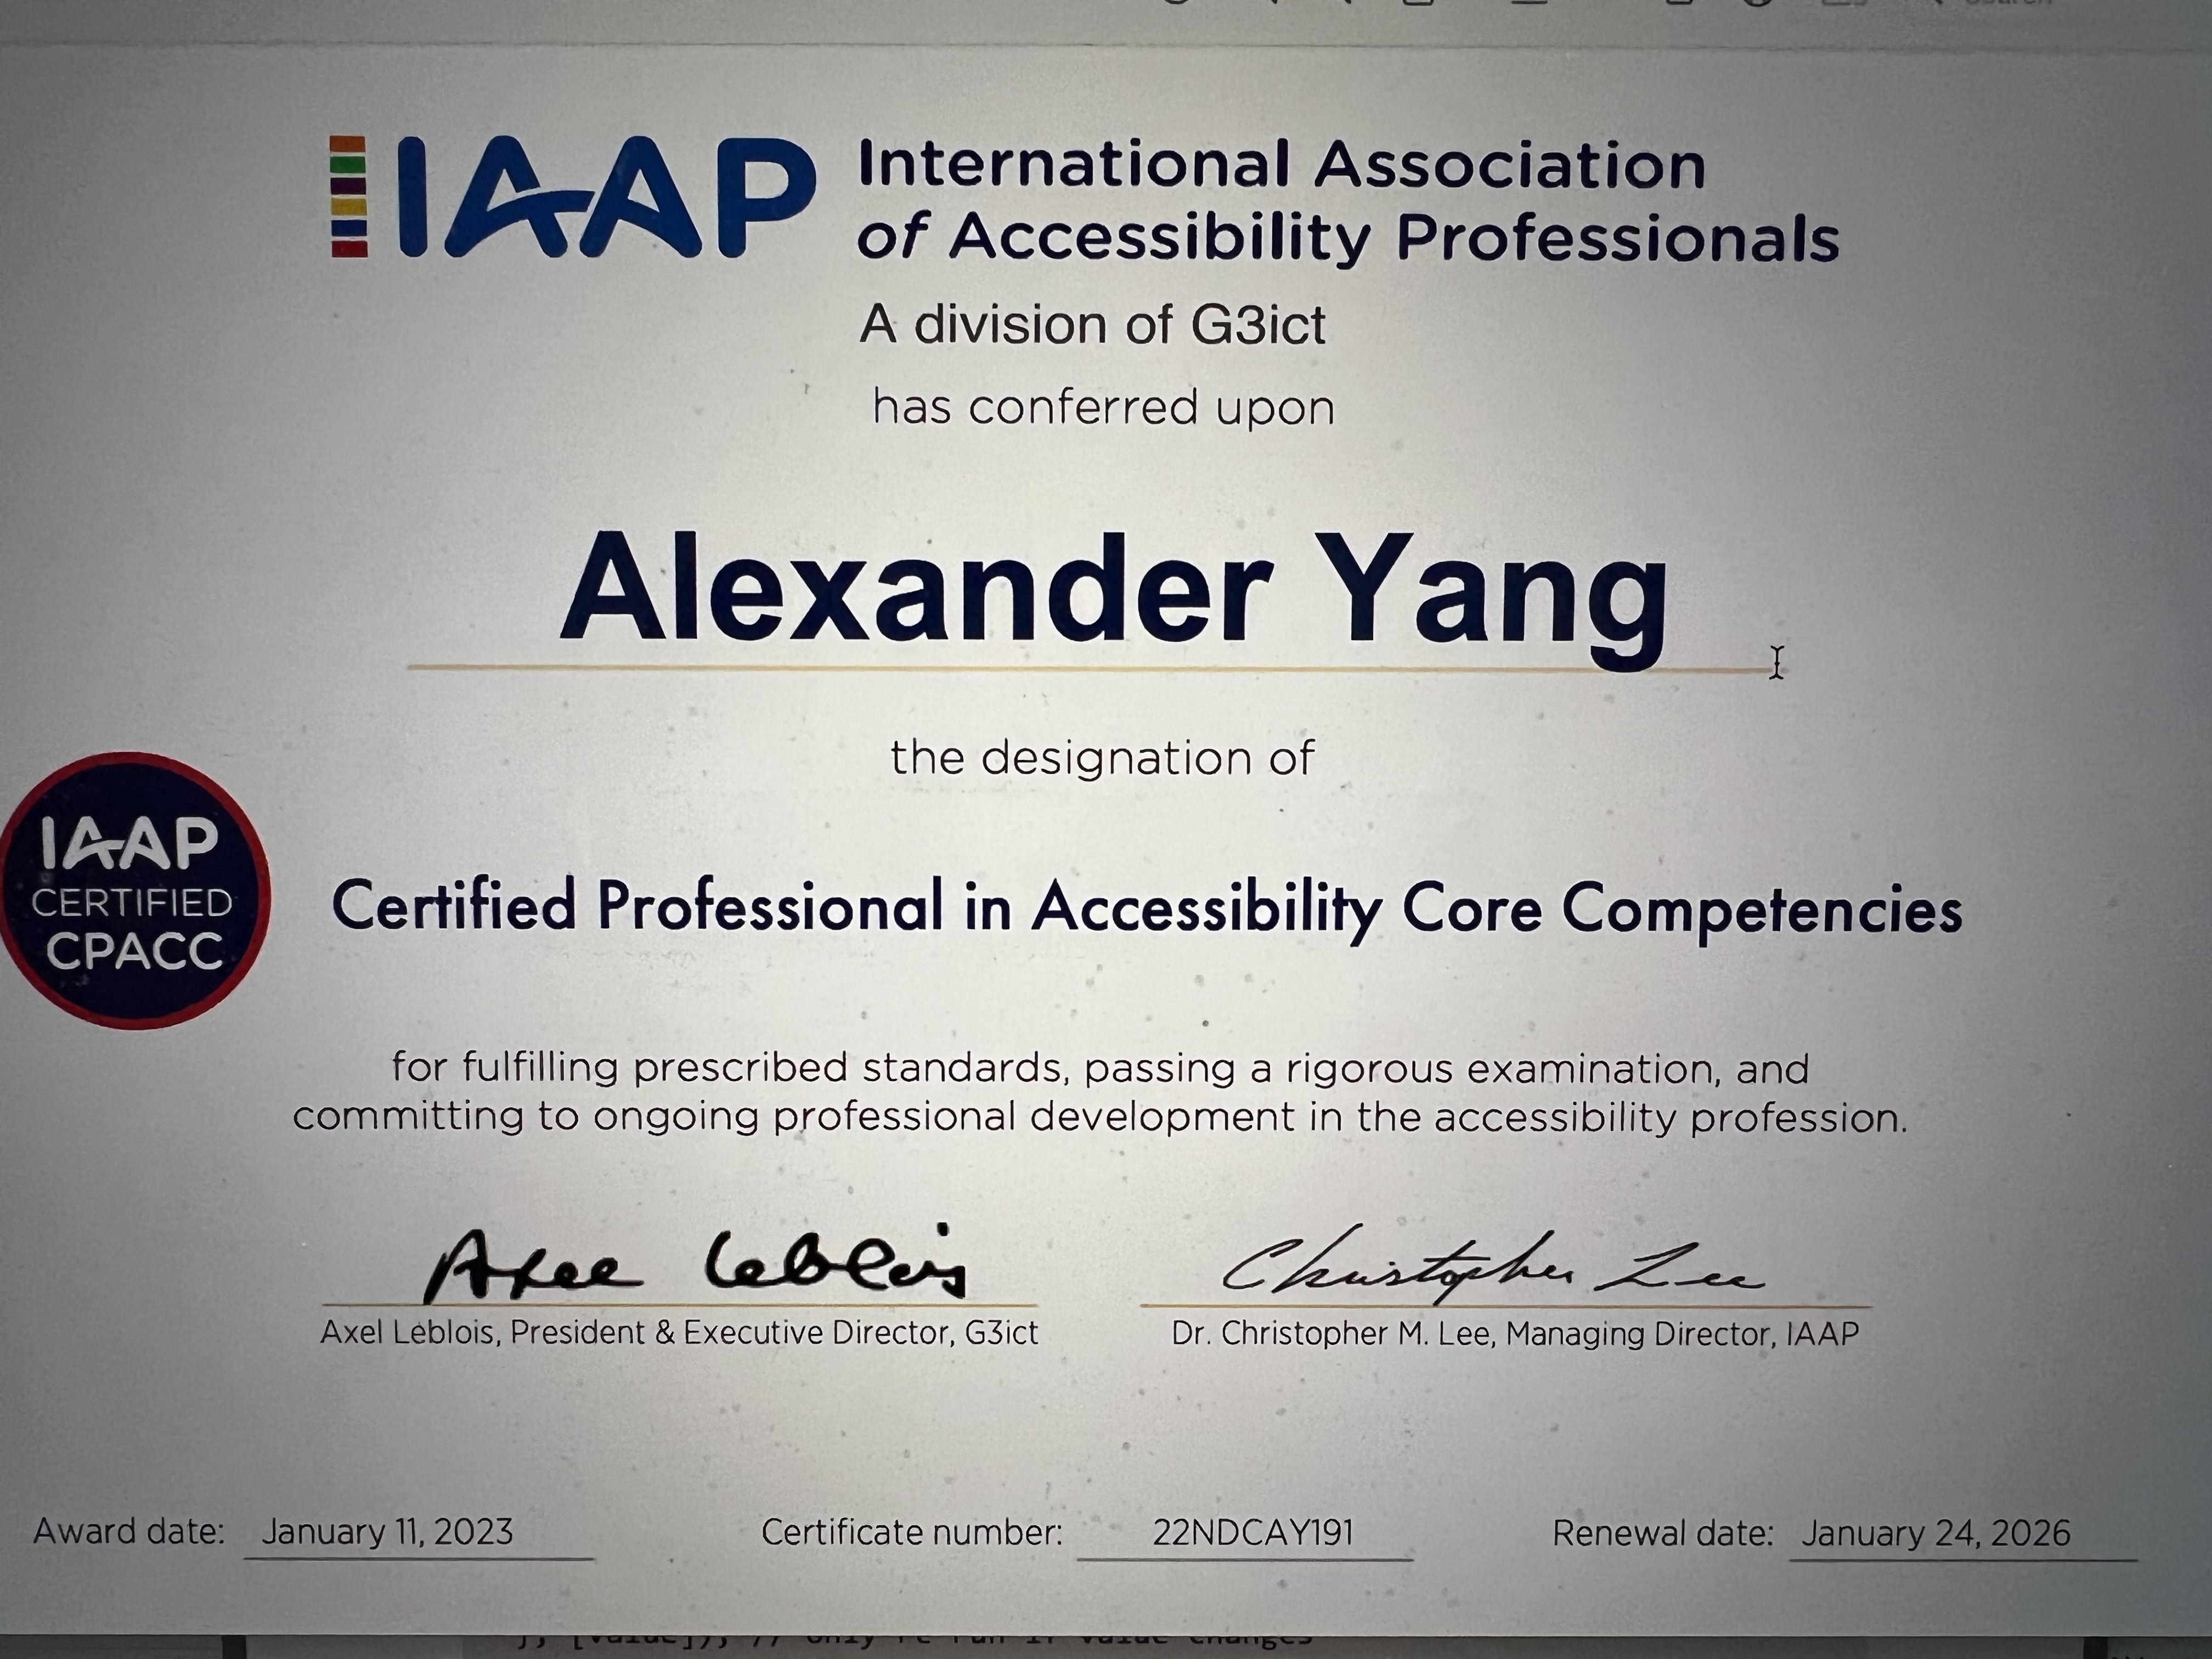 IAAP International Association
of Accessibility Professionals
A division of G3ict
has conferred upon
Alexander Yang
the designation of
IAAP
CERTIFIED
CPACC
Certified Professional in Accessibility Core Competencies
for fulfilling prescribed standards, passing a rigorous examination, and
committing to ongoing professional development in the accessibility profession.
Axel Leblois Christopher Lee
Axel Leblois, President & Executive Director, G3ict Dr. Christopher M. Lee, Managing Director, IAAP
Award date: January 11, 2023 Certificate number: 22NDCAY191 Renewal date: January 24, 2026
}, [value]); // Only re-run if value changes